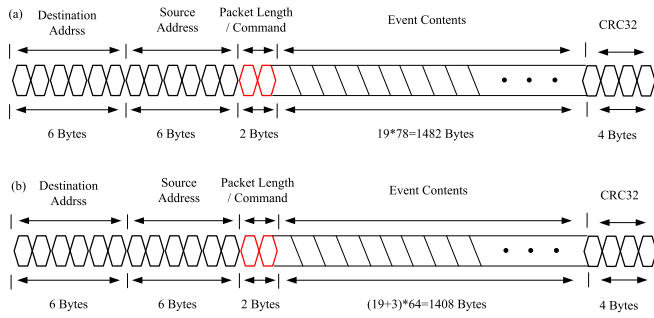 (a)
Destination
Addrss
Source
Address
Packet Length
/ Command
Event Contents
CRC32
6 Bytes
6 Bytes
2 Bytes
19*78=1482 Bytes
4 Bytes
(b)
Destination
Addrss
Source
Address
Packet Length
/ Command
Event Contents
CRC32
6 Bytes
6 Bytes
2 Bytes
(19+3)*64=1408 Bytes
4 Bytes